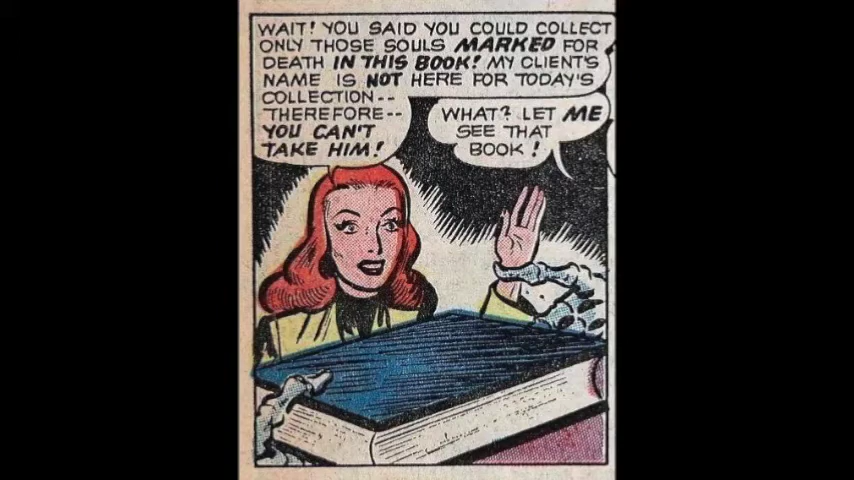 WAIT! YOU SAID YOU COULD COLLECT
ONLY THOSE SOULS MARKED FOR
DEATH IN THIS BOOK! MY CLIENT'S
NAME IS NOT HERE FOR TODAY'S
COLLECTION--
THEREFORE--
YOU CAN'T
TAKE HIM!
WHAT? LET ME
SEE THAT
BOOK!